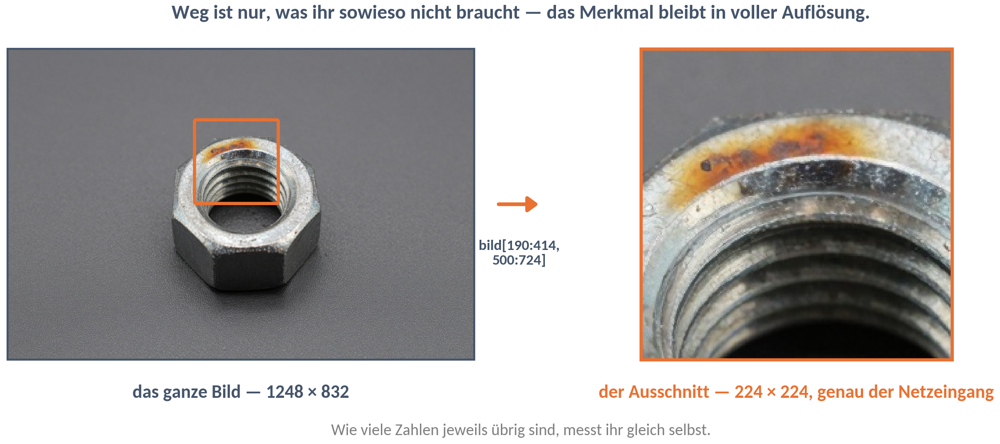 Weg ist nur, was ihr sowieso nicht braucht — das Merkmal bleibt in voller Auflösung.
bild[190:414,
500:724]
das ganze Bild — 1248 × 832
der Ausschnitt — 224 × 224, genau der Netzeingang
Wie viele Zahlen jeweils übrig sind, messt ihr gleich selbst.